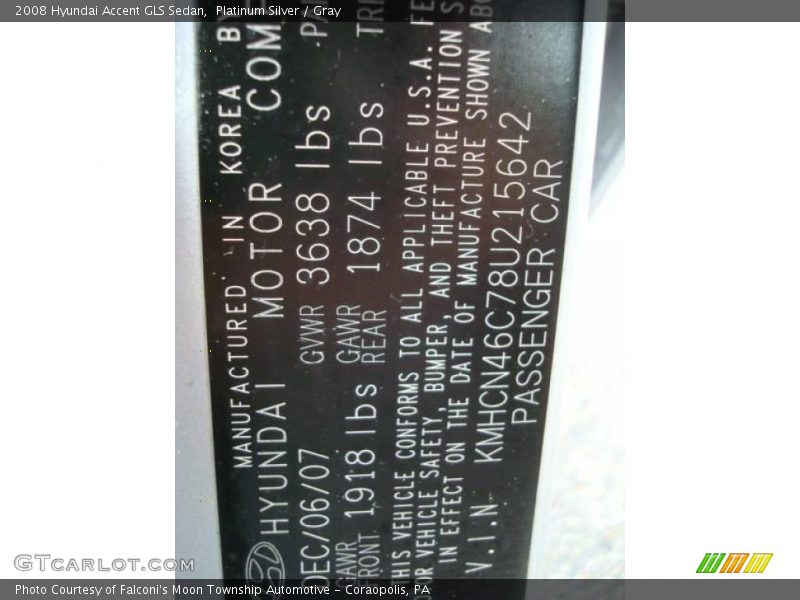 2008 Hyundai Accent GLS Sedan,  Platinum Silver / Gray
MANUFACTURED IN KOREA BY
HYUNDAI MOTOR COM
DEC/06/07 GVWR 3638 lbs
GAWR FRONT 1918 lbs GAWR REAR 1874 lbs
THIS VEHICLE CONFORMS TO ALL APPLICABLE U.S.A. FE
OR VEHICLE SAFETY, BUMPER, AND THEFT PREVENTION S
IN EFFECT ON THE DATE OF MANUFACTURE SHOWN ABO
V.I.N KMHCN46C78U215642
PASSENGER CAR
GTCarLot.com
Photo Courtesy of Falconi's Moon Township Automotive - Coraopolis, PA